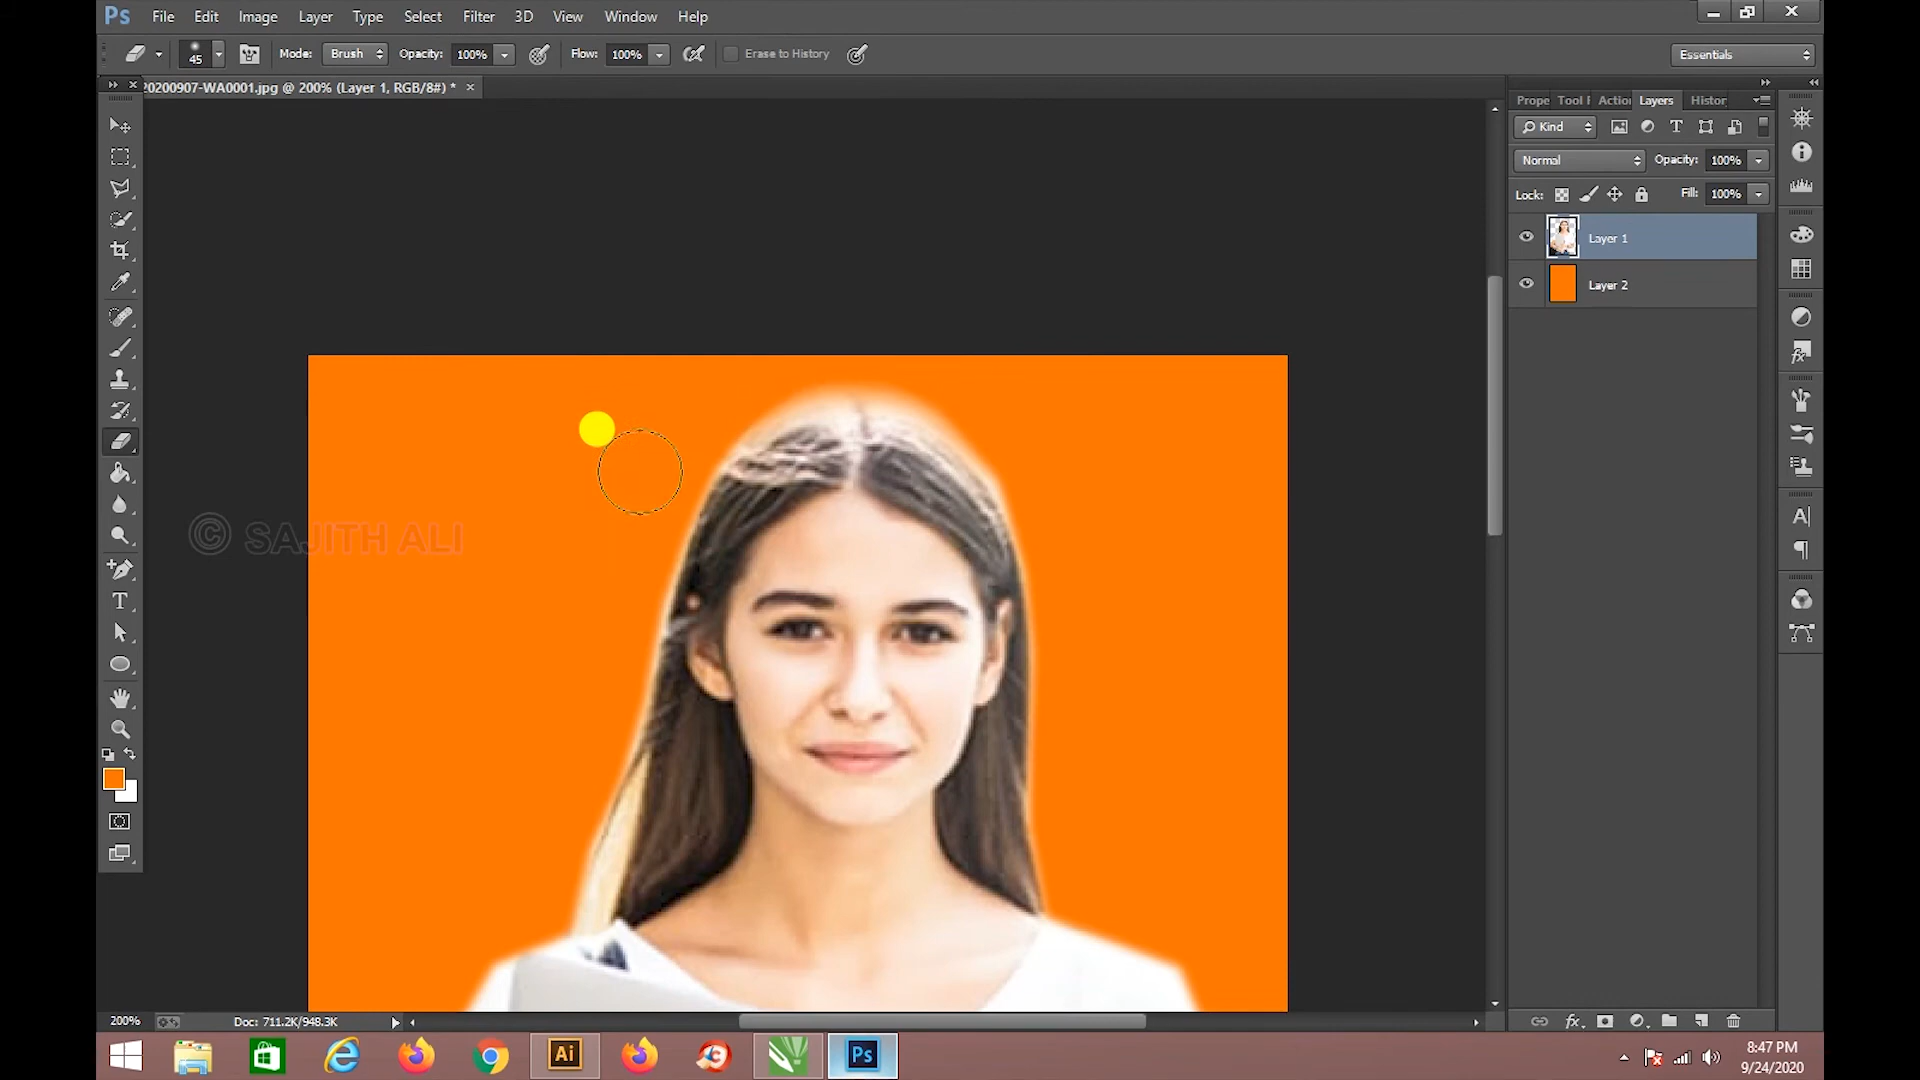 Ps File Edit Image Layer Type Select Filter 3D View Window Help
45 Mode: Brush Opacity: 100% Flow: 100% Erase to History Essentials
20200907-WA0001.jpg @ 200% (Layer 1, RGB/8#) *
Prope Tool Actio Layers Histor
Kind
Normal Opacity: 100%
Lock: Fill: 100%
Layer 1
Layer 2
© SAJITH ALI
200% Doc: 711.2K/948.3K
Ai Ps
8:47 PM
9/24/2020